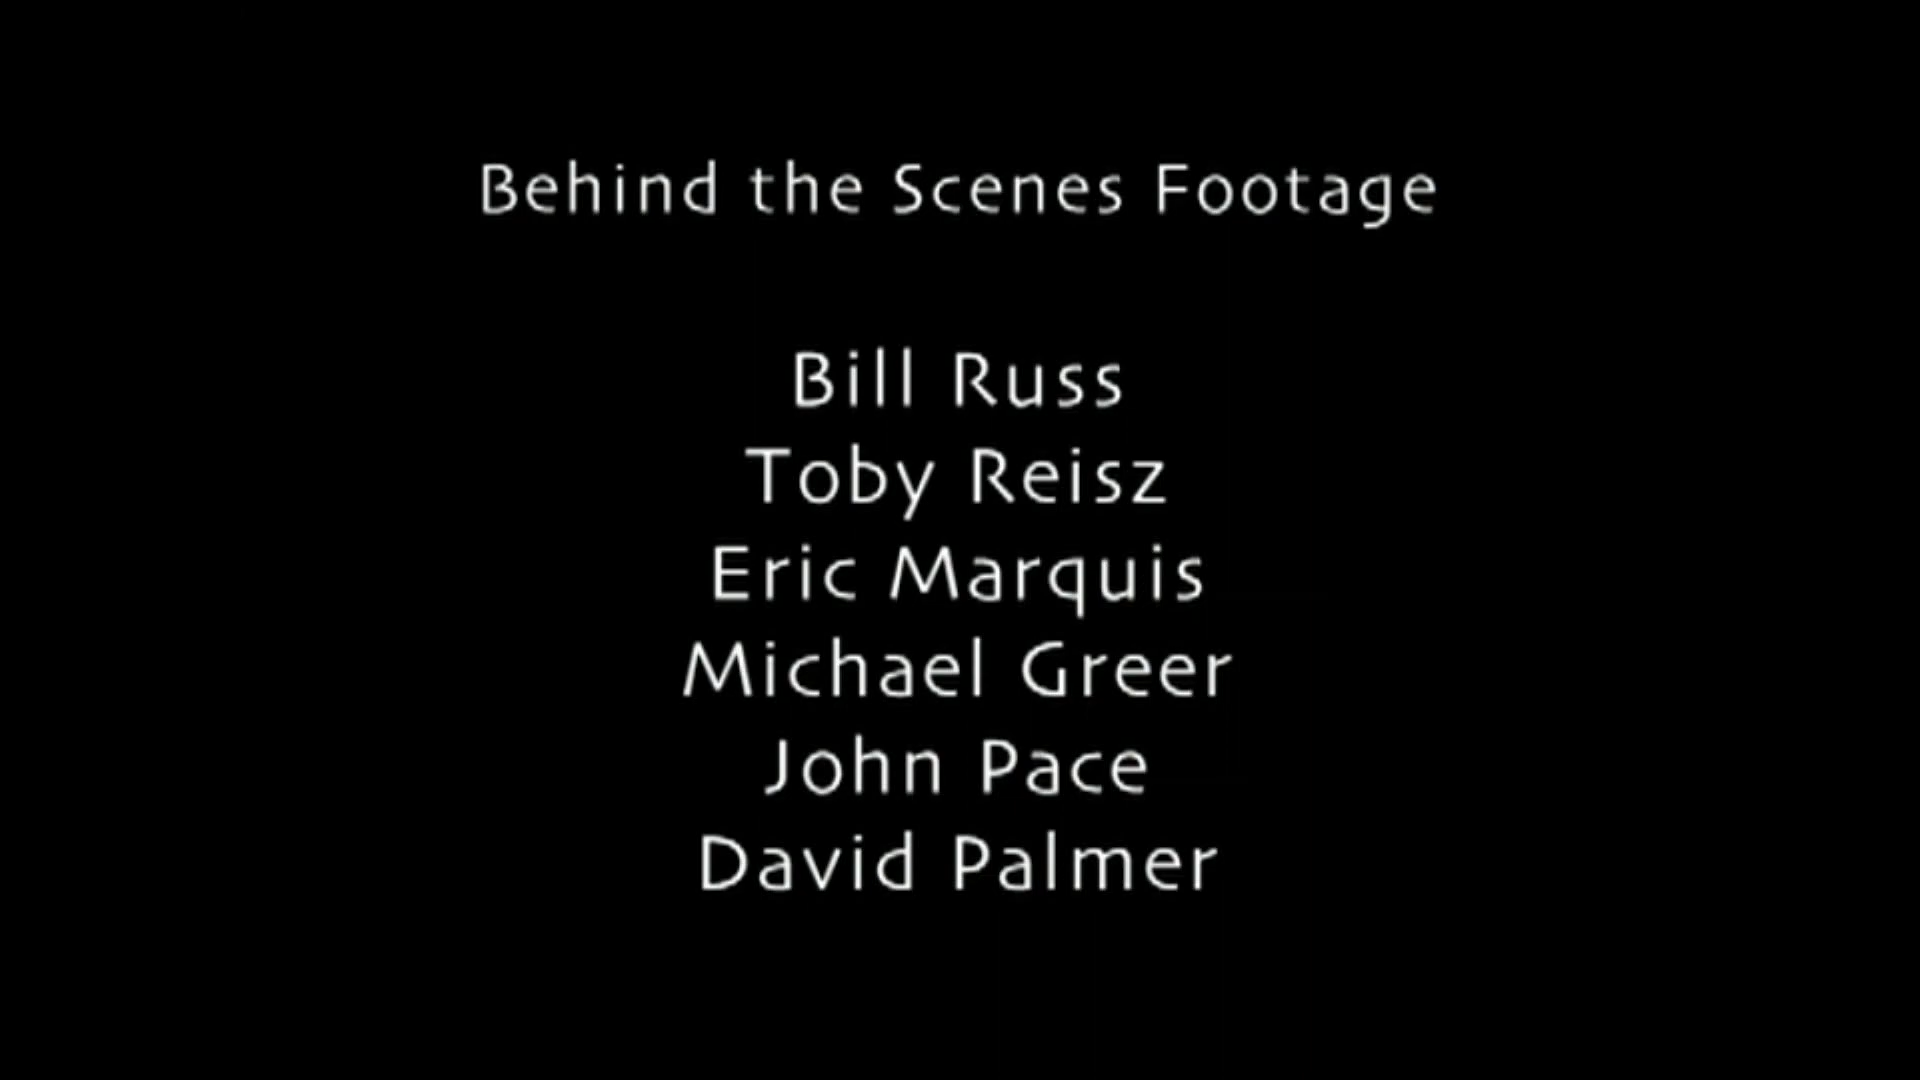 Behind the Scenes Footage
Bill Russ
Toby Reisz
Eric Marquis
Michael Greer
John Pace
David Palmer